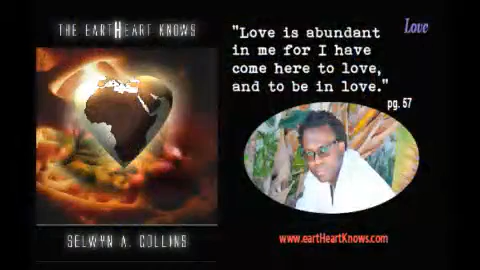 THE EARTHEART KNOWS
SELWYN A. COLLINS
Love
"Love is abundant
in me for I have
come here to love,
and to be in love."
pg. 57
www.eartHeartKnows.com